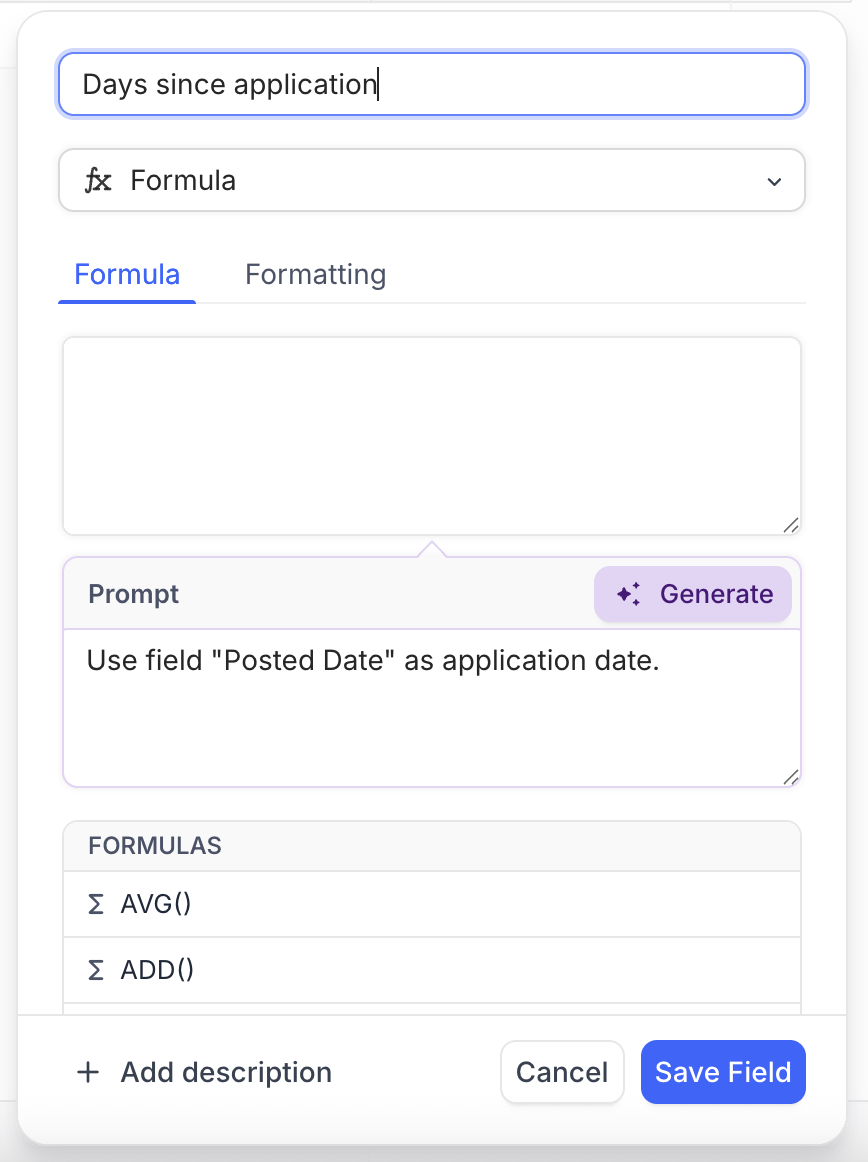 Days since application
fx Formula
Formula Formatting
Prompt Generate
Use field "Posted Date" as application date.
FORMULAS
Σ AVG()
Σ ADD()
+ Add description Cancel Save Field